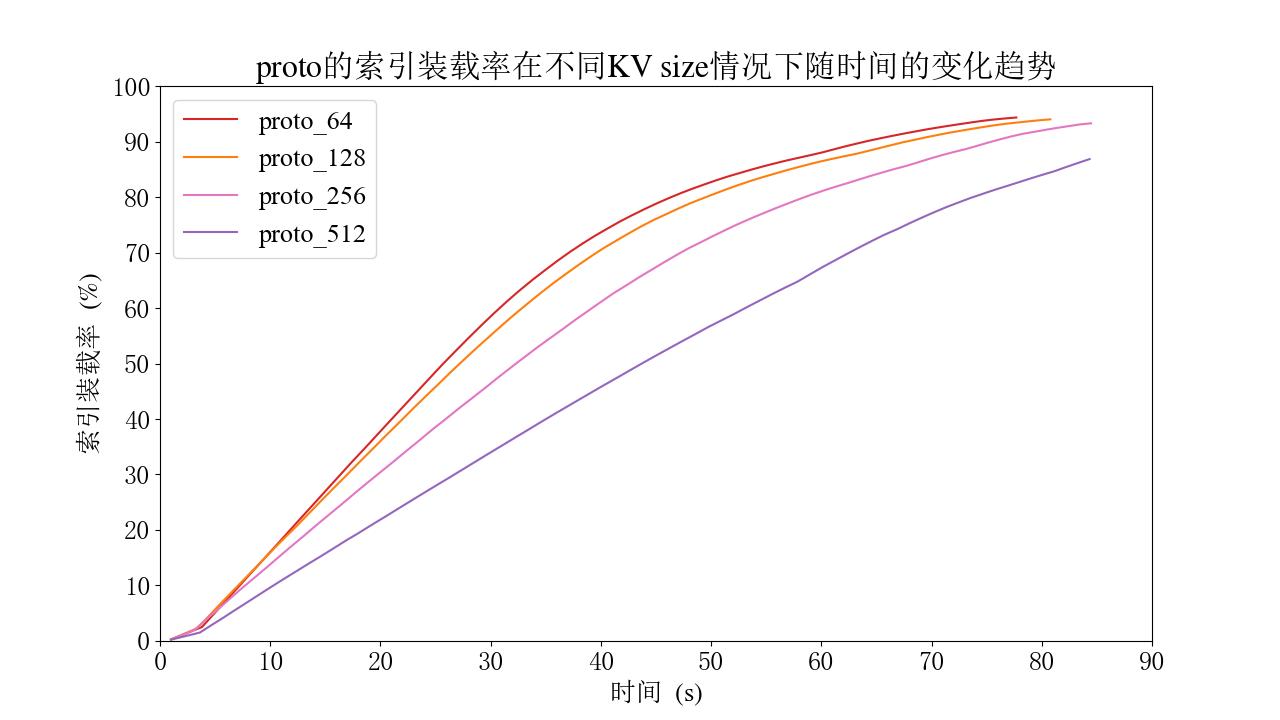 proto的索引装载率在不同KV size情况下随时间的变化趋势
100
90
80
70
60
50
40
30
20
10
0
索引装载率 (%)
proto_64
proto_128
proto_256
proto_512
0 10 20 30 40 50 60 70 80 90
时间 (s)